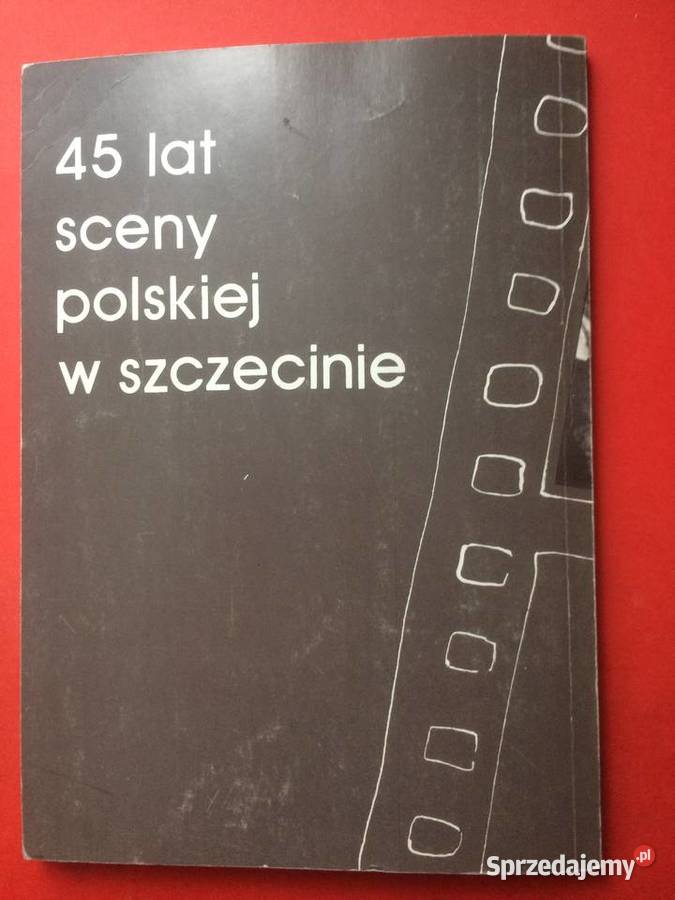 45 lat
sceny
polskiej
w szczecinie
Sprzedajemy.pl